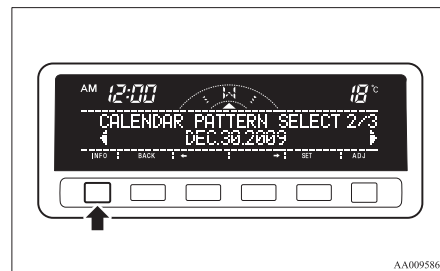 AM 12:00 W 18°C
CALENDAR PATTERN SELECT 2/3
DEC.30.2009
INFO BACK ← → SET ADJ
AA009586